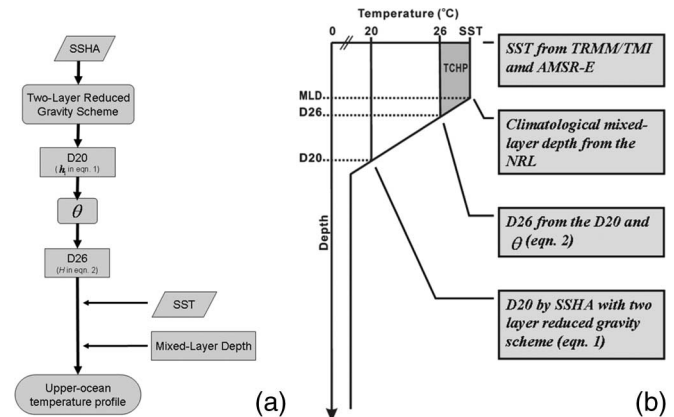 SSHA
Two-Layer Reduced
Gravity Scheme
D20
(h₁ in eqn. 1)
θ
D26
(H in eqn. 2)
SST
Mixed-Layer Depth
Upper-ocean
temperature profile
(a)
Temperature (°C)
0 // 20 26 SST
TCHP
MLD
D26
D20
Depth
SST from TRMM/TMI
amd AMSR-E
Climatological mixed-
layer depth from the
NRL
D26 from the D20 and
θ (eqn. 2)
D20 by SSHA with two
layer reduced gravity
scheme (eqn. 1)
(b)